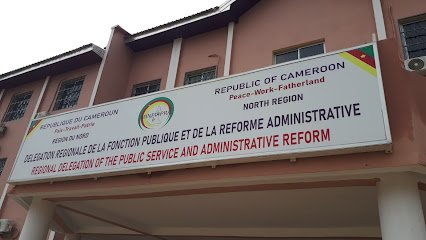 REPUBLIQUE DU CAMEROUN
Paix-Travail-Patrie
REGION DU NORD
REPUBLIC OF CAMEROON
Peace-Work-Fatherland
NORTH REGION
DELEGATION REGIONALE DE LA FONCTION PUBLIQUE ET DE LA REFORME ADMINISTRATIVE
REGIONAL DELEGATION OF THE PUBLIC SERVICE AND ADMINISTRATIVE REFORM